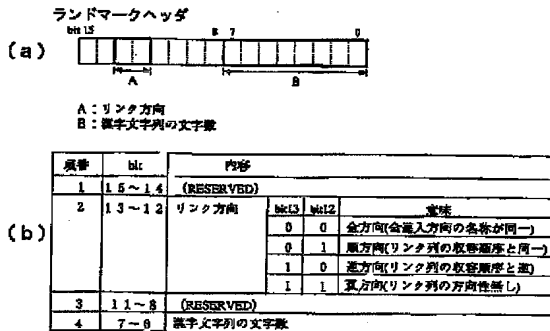 ランドマークヘッダ
(a)
bit 15 8 7 0
A B
A：リンク方向
B：漢字文字列の文字数
(b)
項番 bit 内容
1 15～14 (RESERVED)
2 13～12 リンク方向 bit13 bit12 意味
0 0 全方向(全進入方向の名称が同一)
0 1 順方向(リンク列の収容順序と同一)
1 0 逆方向(リンク列の収容順序と逆)
1 1 方向(リンク列の方向性無し)
3 11～8 (RESERVED)
4 7～0 漢字文字列の文字数